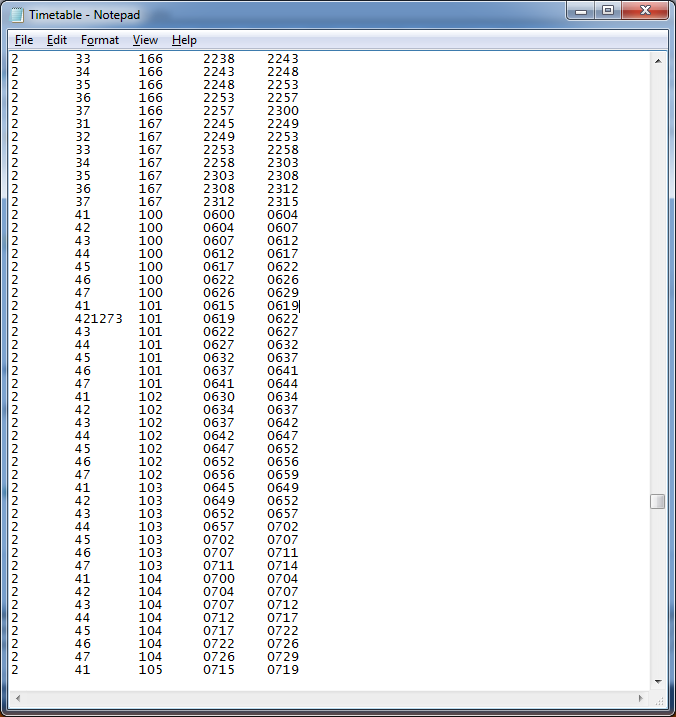 Timetable - Notepad
File Edit Format View Help
2 33 166 2238 2243
2 34 166 2243 2248
2 35 166 2248 2253
2 36 166 2253 2257
2 37 166 2257 2300
2 31 167 2245 2249
2 32 167 2249 2253
2 33 167 2253 2258
2 34 167 2258 2303
2 35 167 2303 2308
2 36 167 2308 2312
2 37 167 2312 2315
2 41 100 0600 0604
2 42 100 0604 0607
2 43 100 0607 0612
2 44 100 0612 0617
2 45 100 0617 0622
2 46 100 0622 0626
2 47 100 0626 0629
2 41 101 0615 0619
2 421273 101 0619 0622
2 43 101 0622 0627
2 44 101 0627 0632
2 45 101 0632 0637
2 46 101 0637 0641
2 47 101 0641 0644
2 41 102 0630 0634
2 42 102 0634 0637
2 43 102 0637 0642
2 44 102 0642 0647
2 45 102 0647 0652
2 46 102 0652 0656
2 47 102 0656 0659
2 41 103 0645 0649
2 42 103 0649 0652
2 43 103 0652 0657
2 44 103 0657 0702
2 45 103 0702 0707
2 46 103 0707 0711
2 47 103 0711 0714
2 41 104 0700 0704
2 42 104 0704 0707
2 43 104 0707 0712
2 44 104 0712 0717
2 45 104 0717 0722
2 46 104 0722 0726
2 47 104 0726 0729
2 41 105 0715 0719